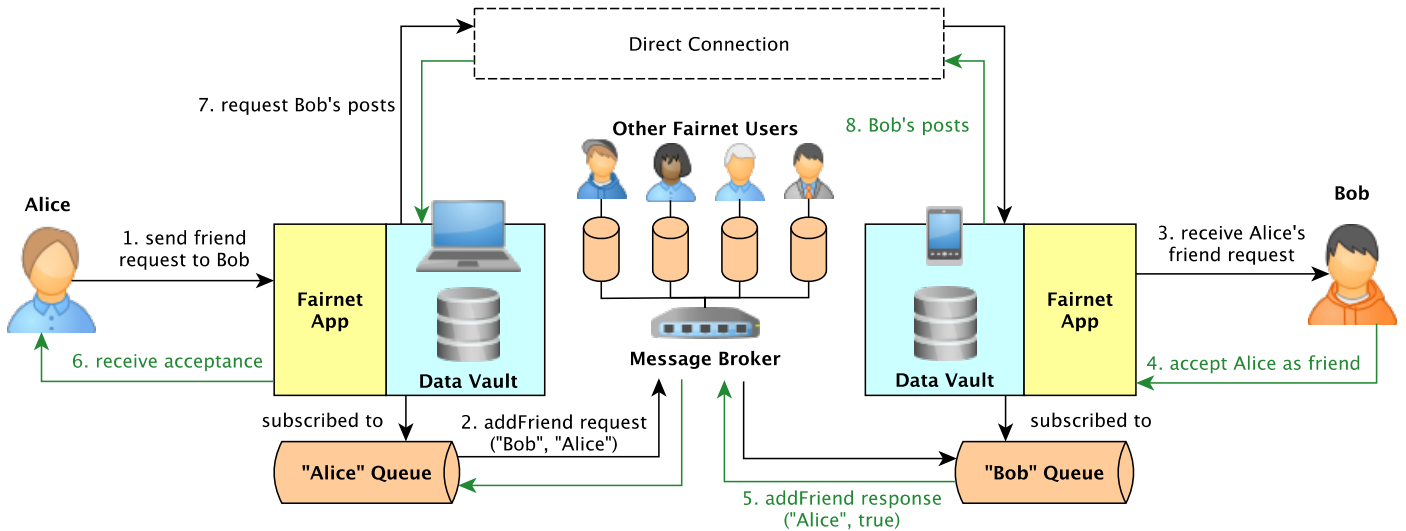 Direct Connection
7. request Bob's posts
8. Bob's posts
Other Fairnet Users
Alice
Bob
1. send friend
request to Bob
3. receive Alice's
friend request
Fairnet
App
Fairnet
App
6. receive acceptance
Data Vault
Message Broker
Data Vault
4. accept Alice as friend
subscribed to
2. addFriend request
("Bob", "Alice")
subscribed to
"Alice" Queue
"Bob" Queue
5. addFriend response
("Alice", true)